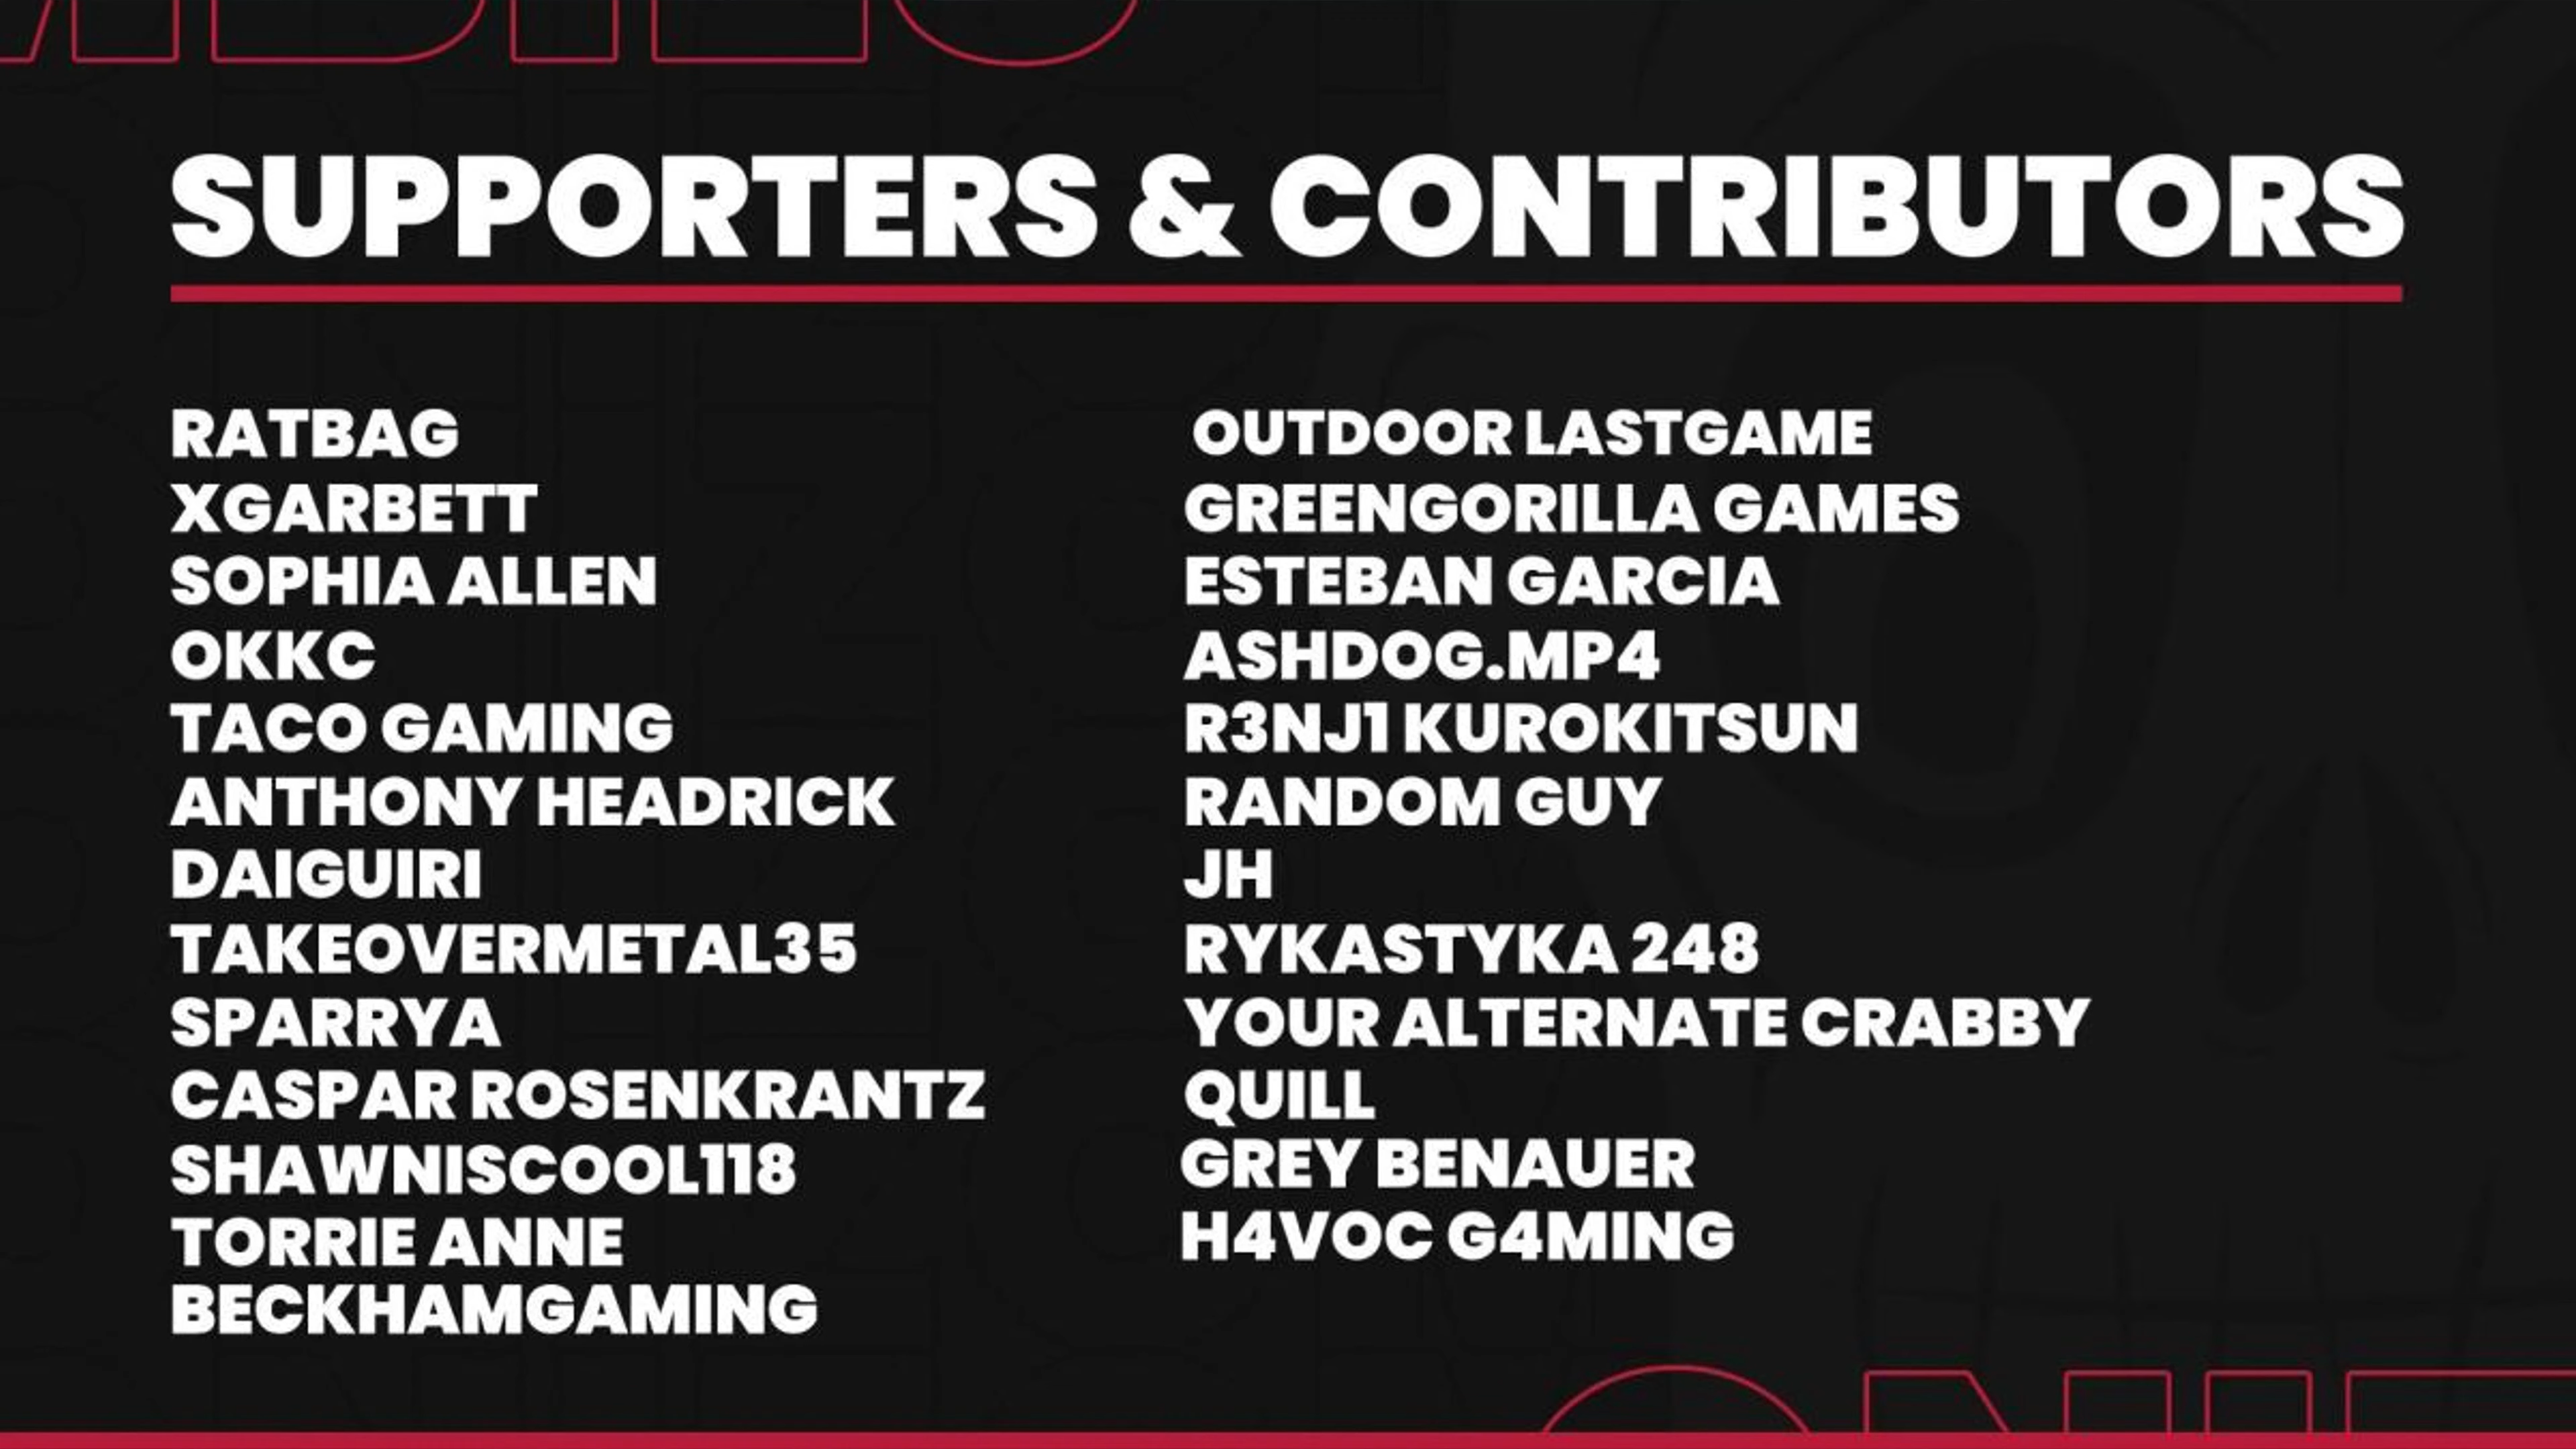 SUPPORTERS & CONTRIBUTORS
RATBAG
XGARBETT
SOPHIA ALLEN
OKKC
TACO GAMING
ANTHONY HEADRICK
DAIGUIRI
TAKEOVERMETAL35
SPARRYA
CASPAR ROSENKRANTZ
SHAWNISCOOL118
TORRIE ANNE
BECKHAMGAMING
OUTDOOR LASTGAME
GREENGORILLA GAMES
ESTEBAN GARCIA
ASHDOG.MP4
R3NJ1 KUROKITSUN
RANDOM GUY
JH
RYKASTYKA 248
YOUR ALTERNATE CRABBY
QUILL
GREY BENAUER
H4VOC G4MING